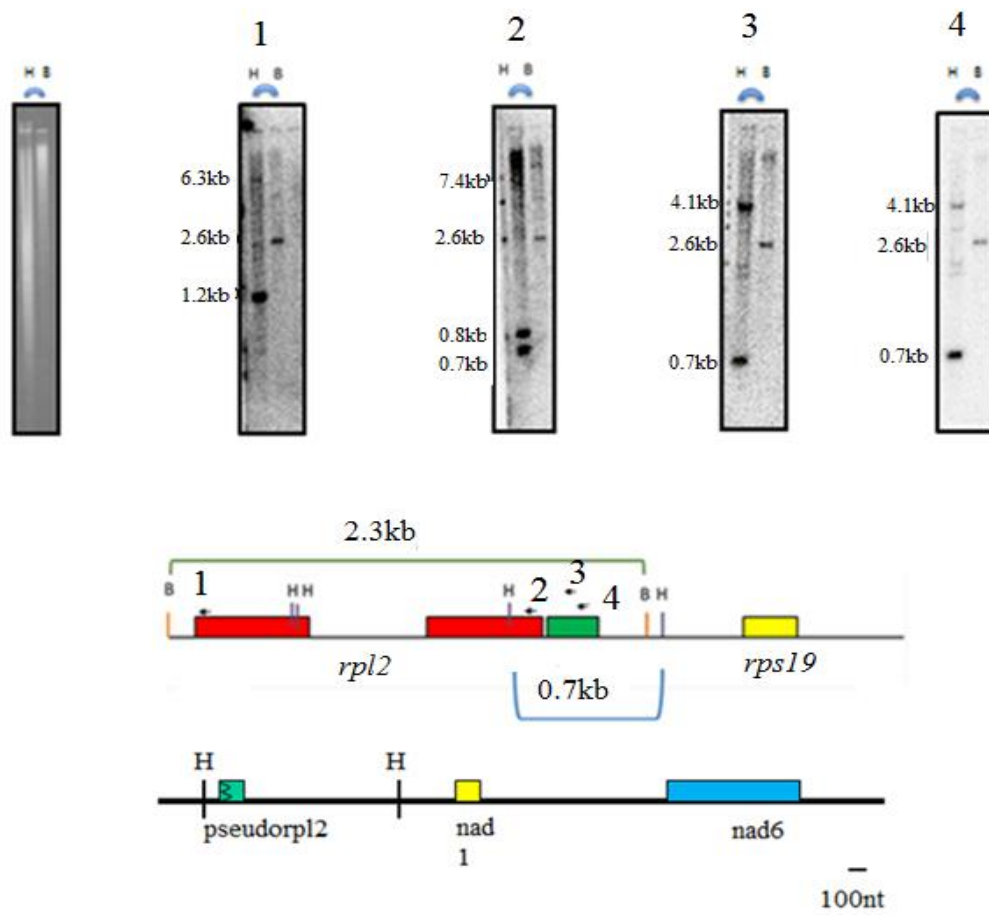 1 2 3 4
H B H B H B H B H B
6.3kb
2.6kb
1.2kb
7.4kb
2.6kb
0.8kb
0.7kb
4.1kb
2.6kb
0.7kb
4.1kb
2.6kb
0.7kb
2.3kb
B 1 H H H 2 3 4 B H
rpl2 rps19
0.7kb
H H
pseudorpl2 nad nad6
1
100nt